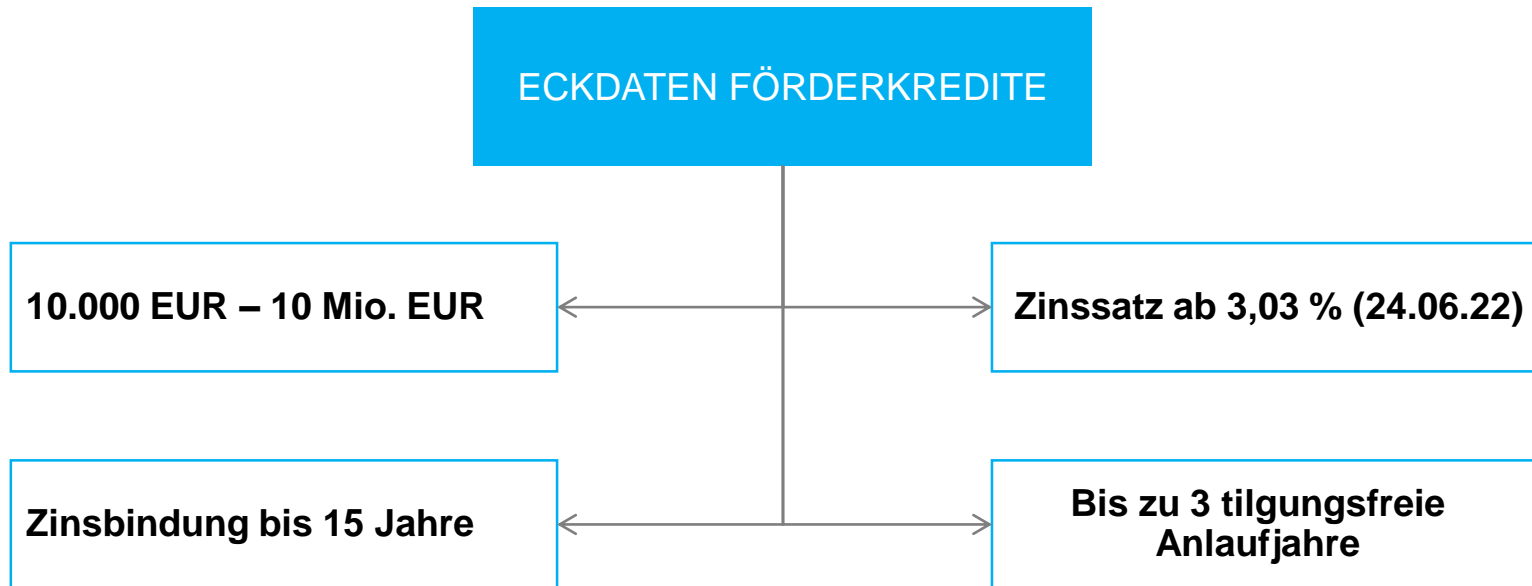 ECKDATEN FÖRDERKREDITE
10.000 EUR – 10 Mio. EUR
Zinssatz ab 3,03 % (24.06.22)
Zinsbindung bis 15 Jahre
Bis zu 3 tilgungsfreie
Anlaufjahre